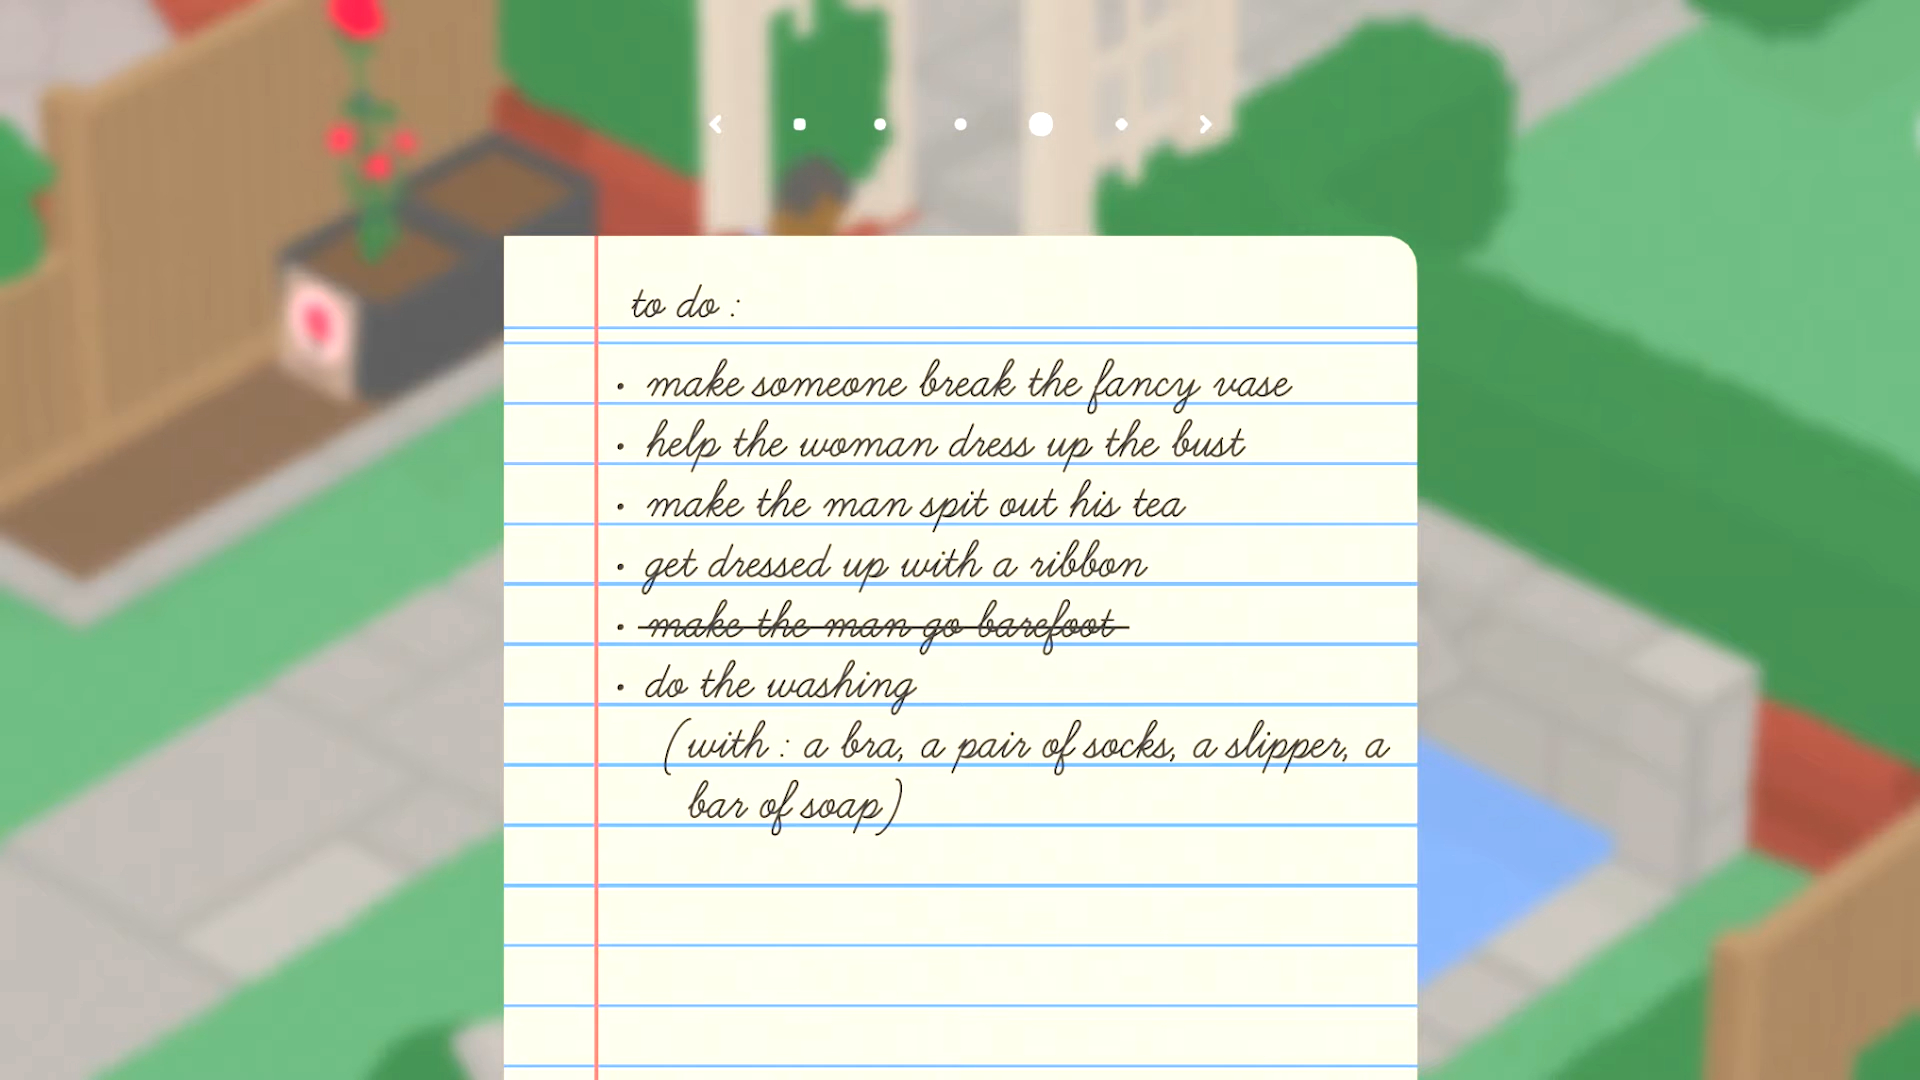 to do :
• make someone break the fancy vase
• help the woman dress up the bust
• make the man spit out his tea
• get dressed up with a ribbon
• make the man go barefoot
• do the washing
(with : a bra, a pair of socks, a slipper, a
bar of soap)